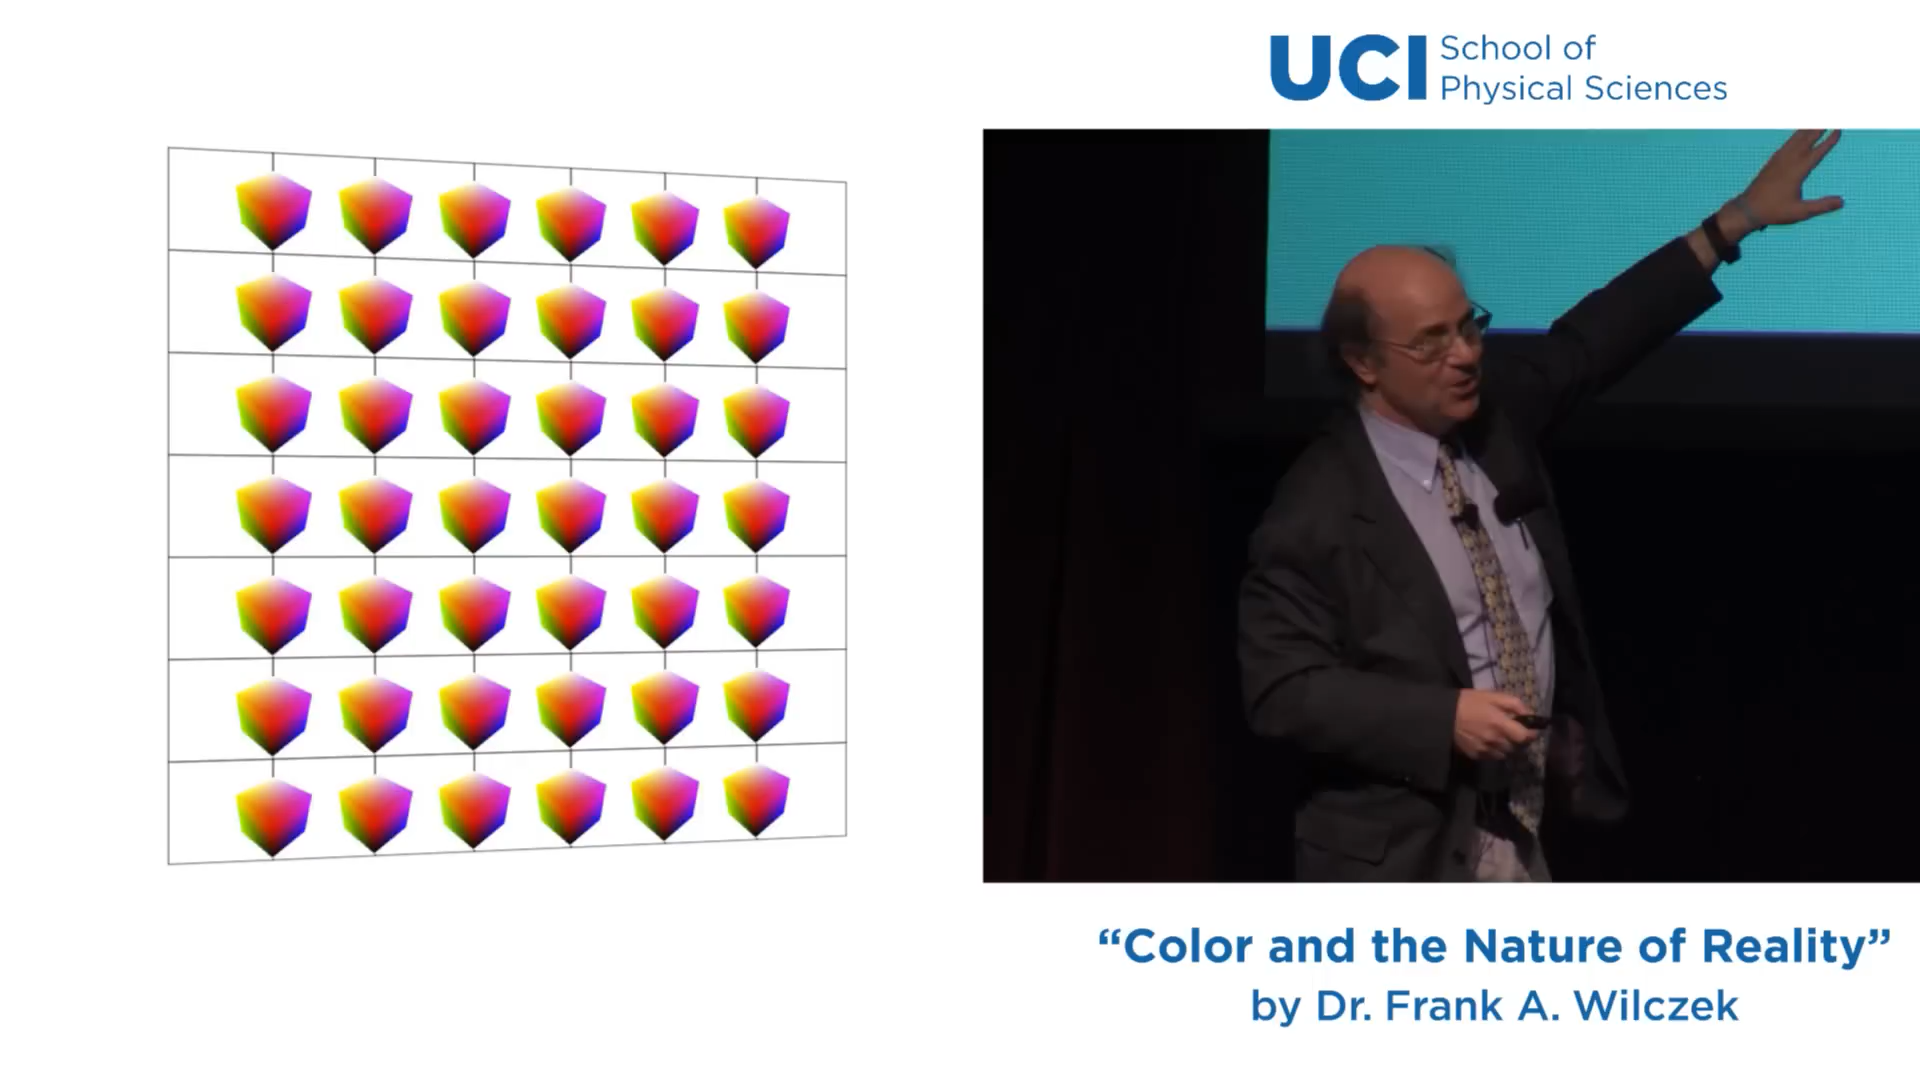 UCI School of
Physical Sciences
“Color and the Nature of Reality”
by Dr. Frank A. Wilczek